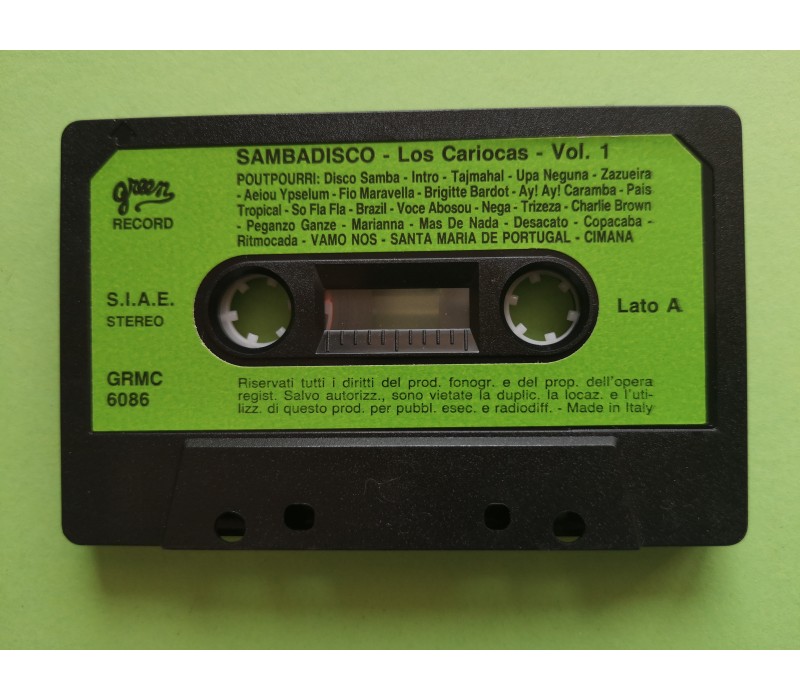 SAMBADISCO - Los Cariocas - Vol. 1
POUTPOURRI: Disco Samba - Intro - Tajmahal - Upa Neguna - Zazueira
- Aeiou Ypselum - Fio Maravella - Brigitte Bardot - Ay! Ay! Caramba - Pais
Tropical - So Fla Fla - Brazil - Voce Abosou - Nega - Trizeza - Charlie Brown
- Peganzo Ganze - Marianna - Mas De Nada - Desacato - Copacaba -
Ritmocada - VAMO NOS - SANTA MARIA DE PORTUGAL - CIMANA
green
RECORD
S.I.A.E.
STEREO
Lato A
GRMC
6086
Riservati tutti i diritti del prod. fonogr. e del prop. dell'opera
regist. Salvo autorizz., sono vietate la duplic. la locaz. e l'uti-
lizz. di questo prod. per pubbl. esec. e radiodiff. - Made in Italy